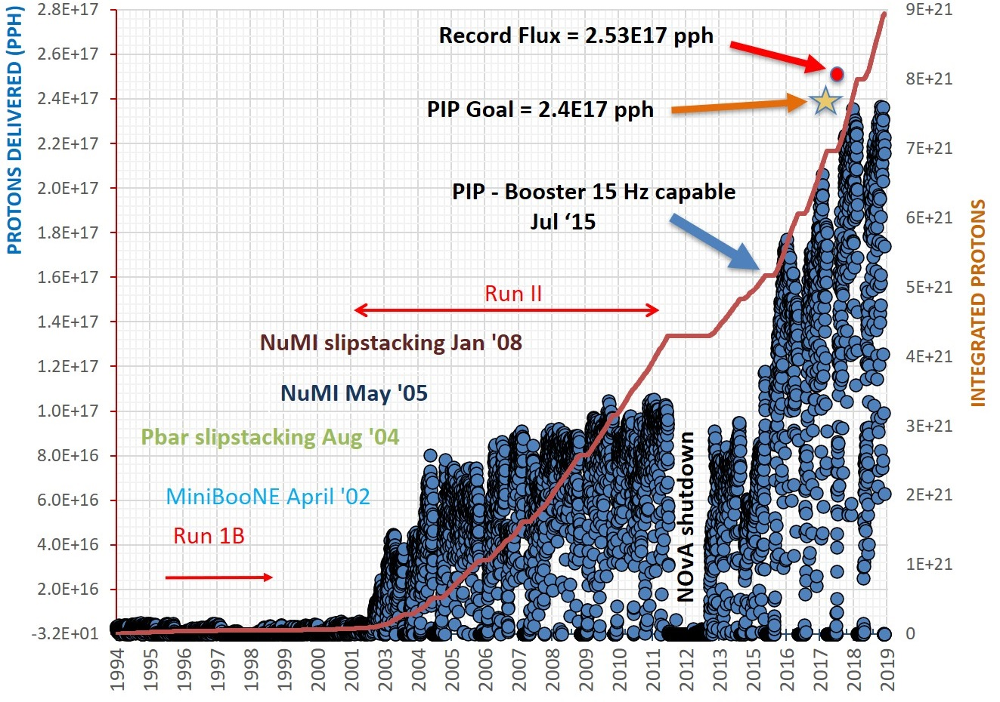 PROTONS DELIVERED (PPH)
2.8E+17
2.6E+17
2.4E+17
2.2E+17
2.0E+17
1.8E+17
1.6E+17
1.4E+17
1.2E+17
1.0E+17
8.0E+16
6.0E+16
4.0E+16
2.0E+16
-3.2E+01
Record Flux = 2.53E17 pph
PIP Goal = 2.4E17 pph
PIP - Booster 15 Hz capable
Jul ‘15
Run II
NuMI slipstacking Jan '08
NuMI May '05
Pbar slipstacking Aug '04
MiniBooNE April '02
Run 1B
NOvA shutdown
9E+21
8E+21
7E+21
6E+21
5E+21
4E+21
3E+21
2E+21
1E+21
0
INTEGRATED PROTONS
1994
1995
1996
1997
1998
1999
2000
2001
2003
2004
2005
2006
2007
2008
2009
2010
2012
2013
2015
2016
2017
2018
2019